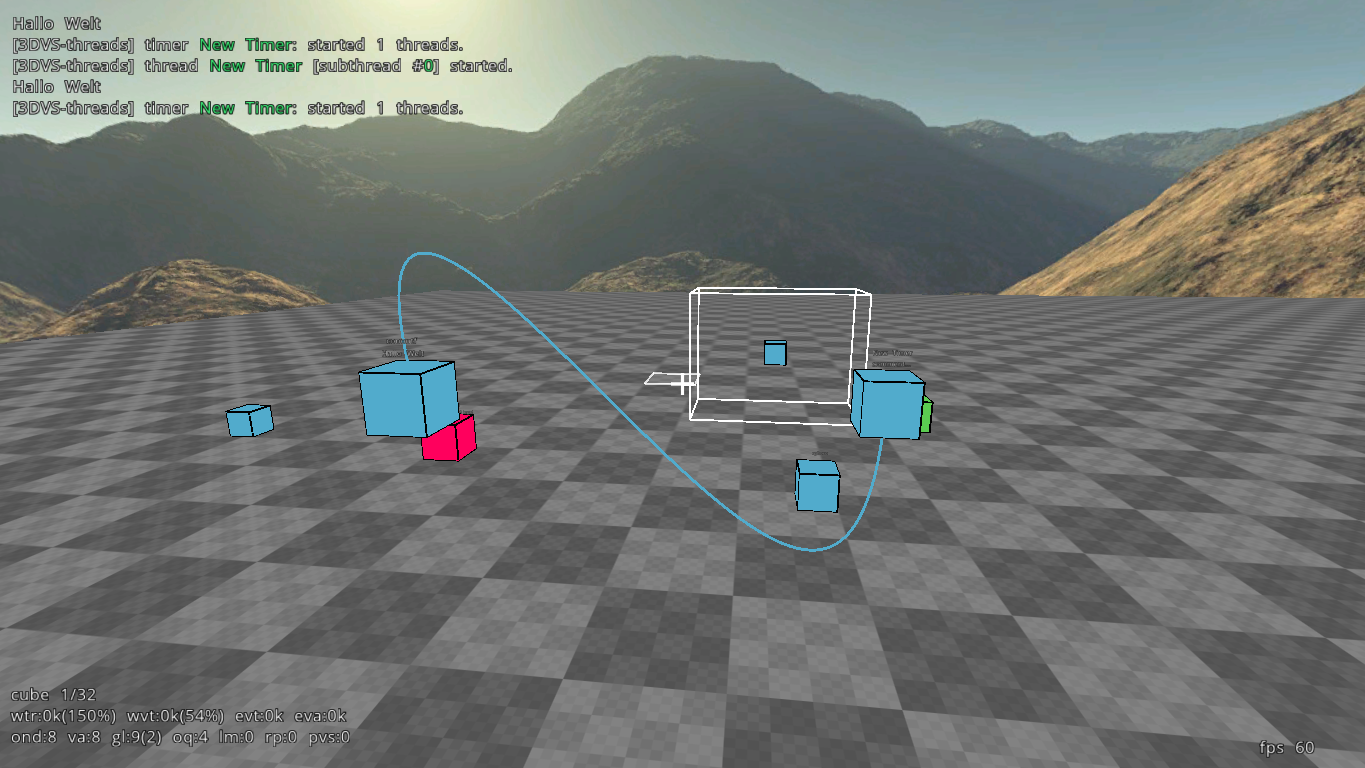 Hallo Welt
[3DVS-threads] timer New Timer: started 1 threads.
[3DVS-threads] thread New Timer [subthread #0] started.
Hallo Welt
[3DVS-threads] timer New Timer: started 1 threads.
cube 1/32
wtr:0k(150%) wvt:0k(54%) evt:0k eva:0k
ond:8 va:8 gl:9(2) oq:4 lm:0 rp:0 pvs:0
fps 60